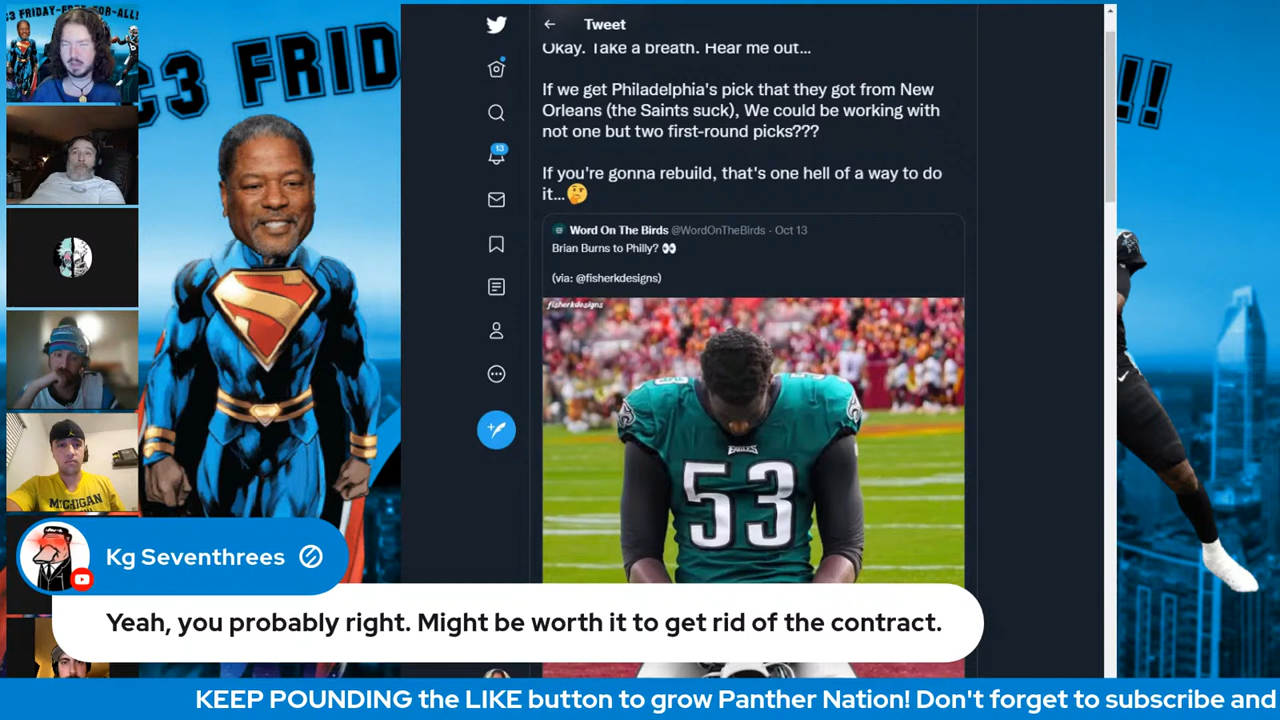 C3 FRIDAY-FREE-FOR-ALL!
C3 FRID
!!
Tweet
Okay. Take a breath. Hear me out...
If we get Philadelphia's pick that they got from New
Orleans (the Saints suck), We could be working with
not one but two first-round picks???
If you're gonna rebuild, that's one hell of a way to do
it...🤔
13
Word On The Birds @WordOnTheBirds · Oct 13
Brian Burns to Philly? 👀
(via: @fisherkdesigns)
fisherkdesigns
EAGLES
53
MICHIGAN
Kg Seventhrees
Yeah, you probably right. Might be worth it to get rid of the contract.
KEEP POUNDING the LIKE button to grow Panther Nation! Don't forget to subscribe and